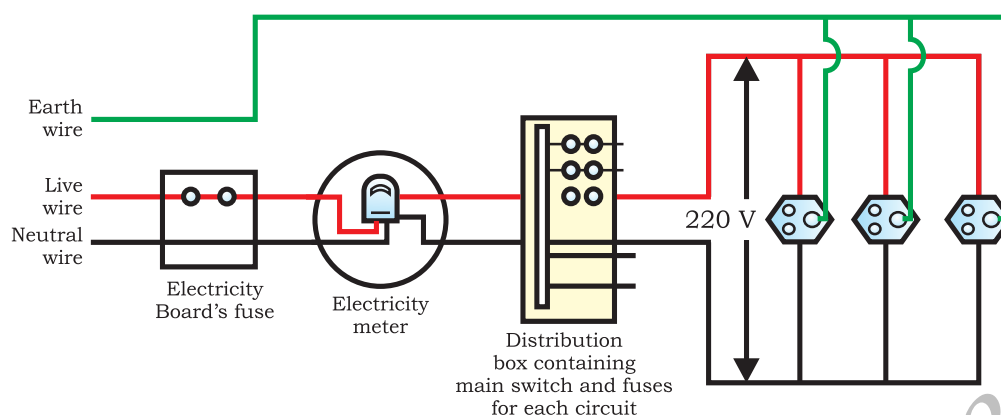 Earth
wire
Live
wire
Neutral
wire
Electricity
Board's fuse
Electricity
meter
Distribution
box containing
main switch and fuses
for each circuit
220 V